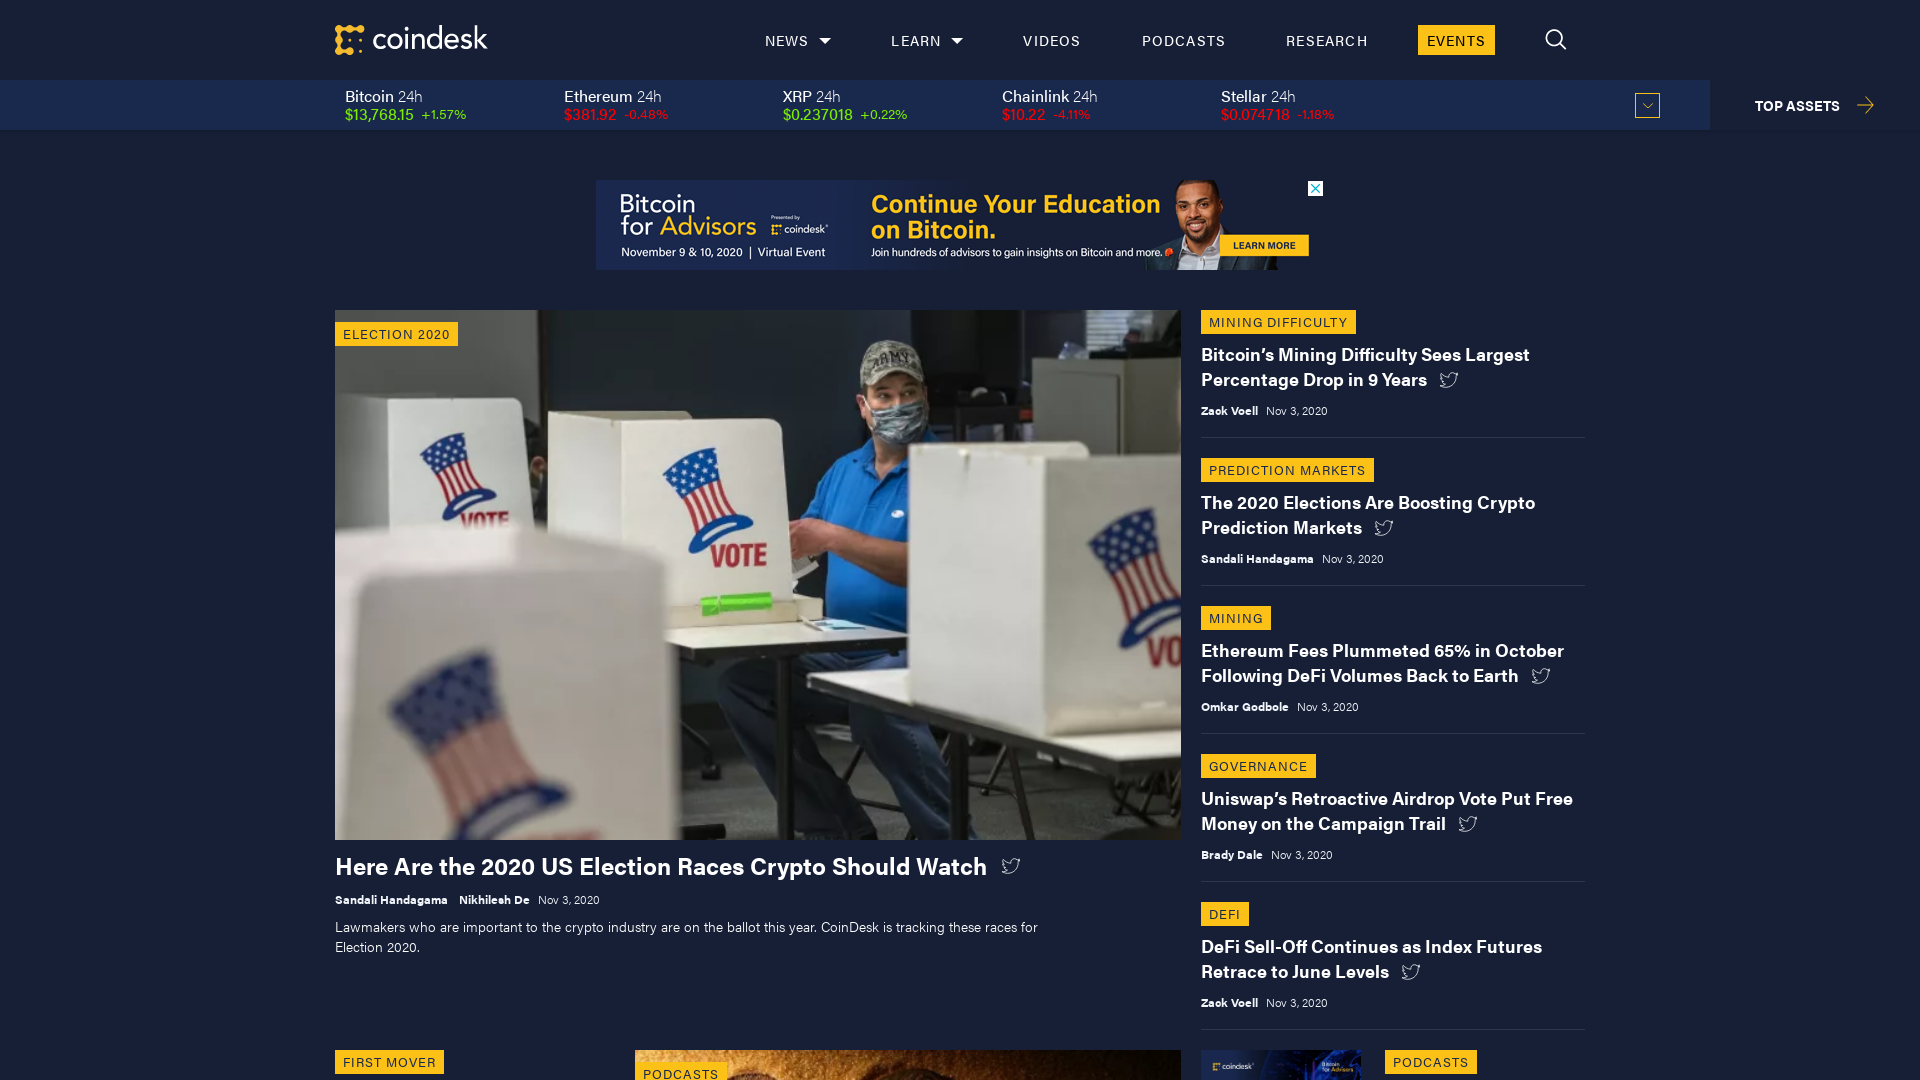 coindesk
NEWS
LEARN
VIDEOS
PODCASTS
RESEARCH
EVENTS
Bitcoin 24h
$13,768.15 +1.57%
Ethereum 24h
$381.92 -0.48%
XRP 24h
$0.237018 +0.22%
Chainlink 24h
$10.22 -4.11%
Stellar 24h
$0.074718 -1.18%
TOP ASSETS
Bitcoin
for Advisors
Presented by
coindesk
November 9 & 10, 2020 | Virtual Event
Continue Your Education
on Bitcoin.
Join hundreds of advisors to gain insights on Bitcoin and more.
LEARN MORE
ELECTION 2020
ARMY
VOTE
VOTE
VO
VO
Here Are the 2020 US Election Races Crypto Should Watch
Sandali Handagama Nikhilesh De Nov 3, 2020
Lawmakers who are important to the crypto industry are on the ballot this year. CoinDesk is tracking these races for
Election 2020.
MINING DIFFICULTY
Bitcoin’s Mining Difficulty Sees Largest
Percentage Drop in 9 Years
Zack Voell Nov 3, 2020
PREDICTION MARKETS
The 2020 Elections Are Boosting Crypto
Prediction Markets
Sandali Handagama Nov 3, 2020
MINING
Ethereum Fees Plummeted 65% in October
Following DeFi Volumes Back to Earth
Omkar Godbole Nov 3, 2020
GOVERNANCE
Uniswap’s Retroactive Airdrop Vote Put Free
Money on the Campaign Trail
Brady Dale Nov 3, 2020
DEFI
DeFi Sell-Off Continues as Index Futures
Retrace to June Levels
Zack Voell Nov 3, 2020
FIRST MOVER
PODCASTS
coindesk
Bitcoin
for Advisors
PODCASTS